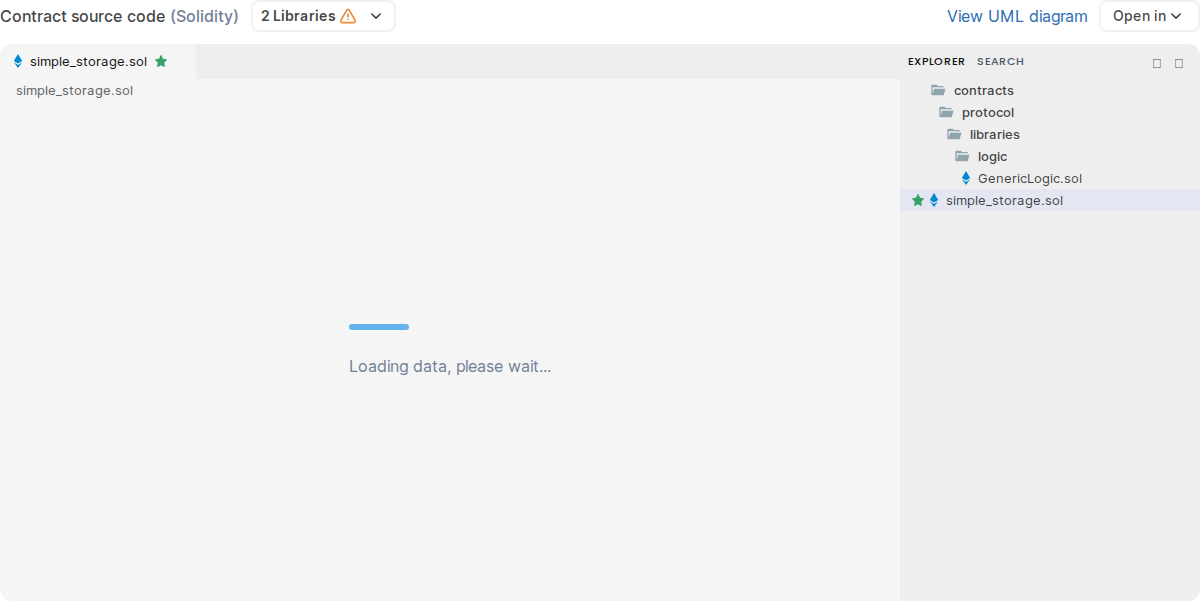 Contract source code (Solidity) 2 Libraries View UML diagram Open in
simple_storage.sol
simple_storage.sol
Loading data, please wait...
EXPLORER SEARCH
contracts
protocol
libraries
logic
GenericLogic.sol
simple_storage.sol